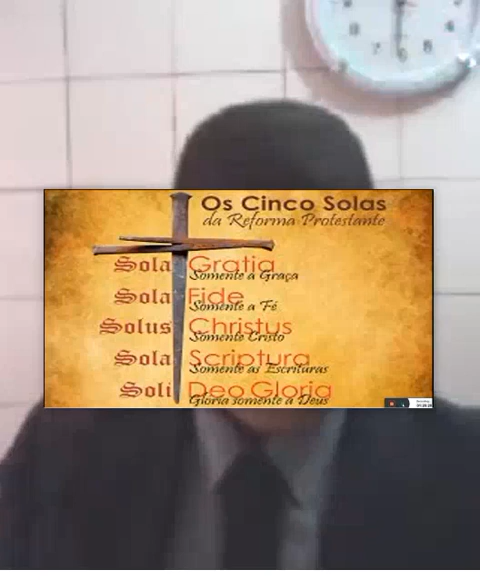 Os Cinco Solas
da Reforma Protestante
Sola Gratia
Somente a Graça
Sola Fide
Somente a Fé
Solus Christus
Somente Cristo
Sola Scriptura
Somente as Escrituras
Soli Deo Gloria
Gloria somente a Deus